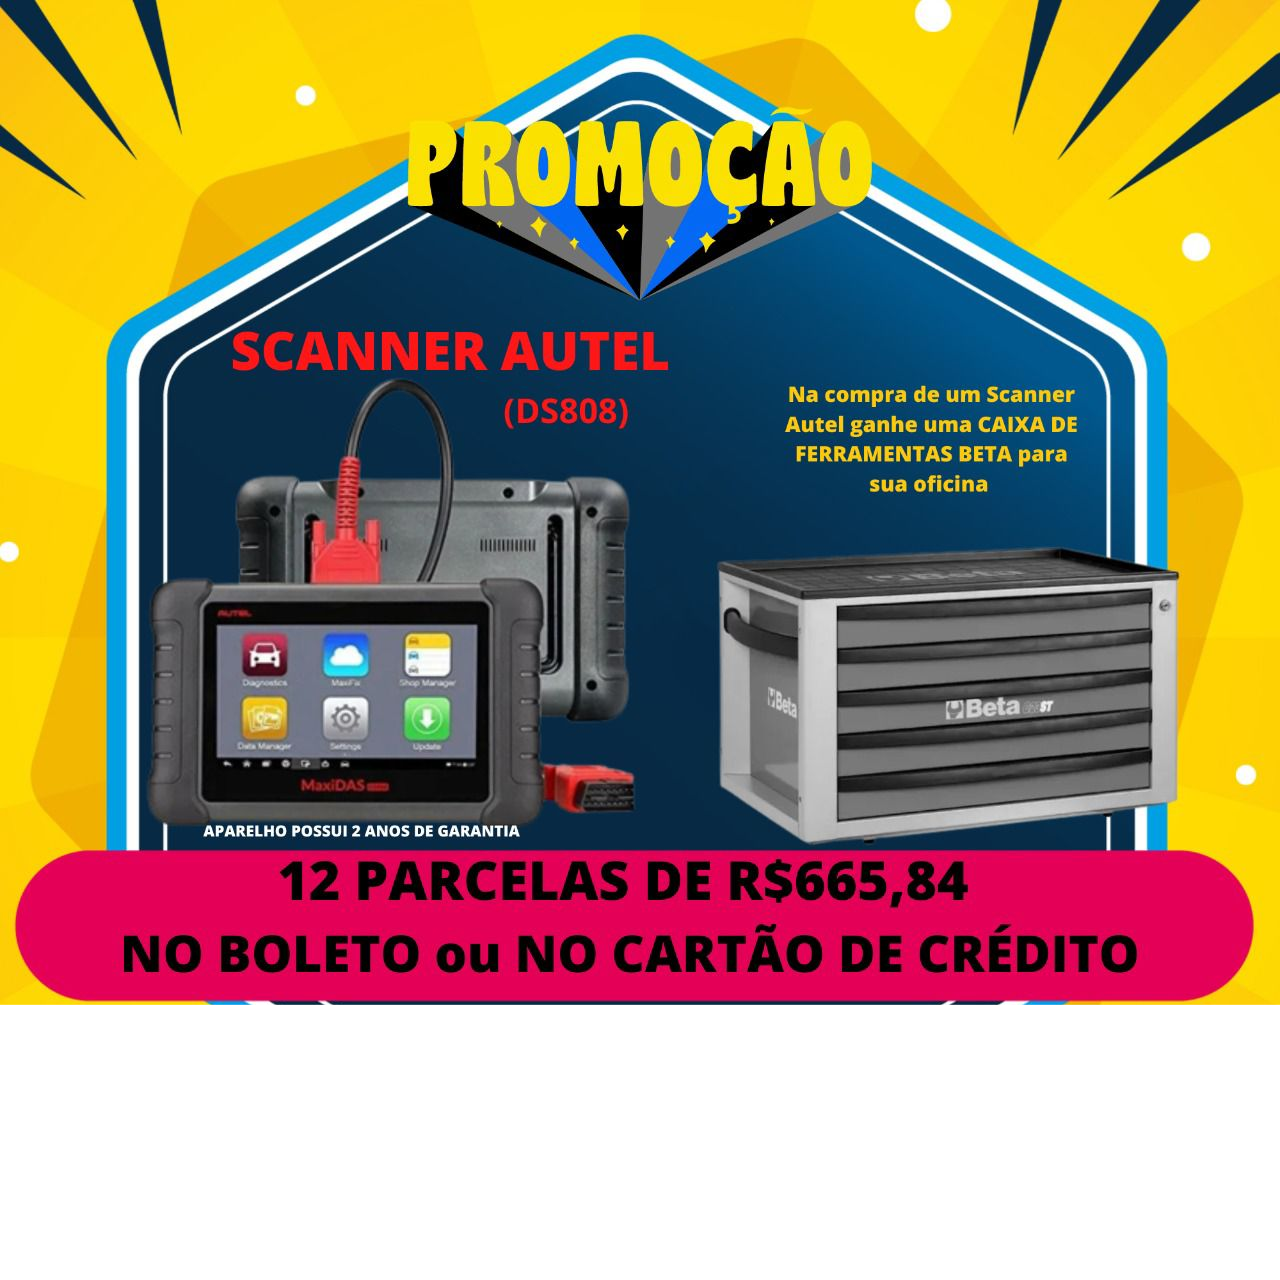 PROMOÇÃO
SCANNER AUTEL
(DS808)
Na compra de um Scanner
Autel ganhe uma CAIXA DE
FERRAMENTAS BETA para
sua oficina
AUTEL
Diagnostics
MaxiFix
Shop Manager
Data Manager
Settings
Update
MaxiDAS
Beta
Beta
Beta
APARELHO POSSUI 2 ANOS DE GARANTIA
12 PARCELAS DE R$665,84
NO BOLETO ou NO CARTÃO DE CRÉDITO